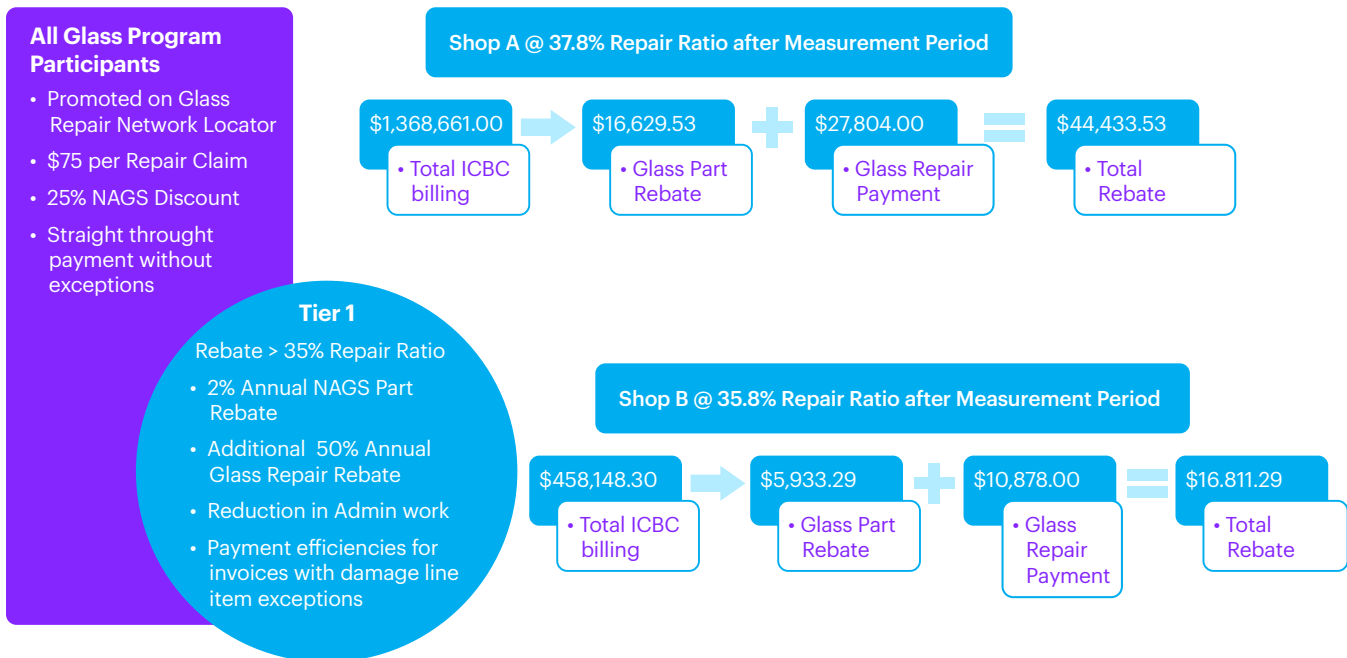 All Glass Program
Participants
• Promoted on Glass
Repair Network Locator
• $75 per Repair Claim
• 25% NAGS Discount
• Straight throught
payment without
exceptions
Tier 1
Rebate > 35% Repair Ratio
• 2% Annual NAGS Part
Rebate
• Additional 50% Annual
Glass Repair Rebate
• Reduction in Admin work
• Payment efficiencies for
invoices with damage line
item exceptions
Shop A @ 37.8% Repair Ratio after Measurement Period
$1,368,661.00
• Total ICBC
billing
$16,629.53
• Glass Part
Rebate
$27,804.00
• Glass Repair
Payment
$44,433.53
• Total
Rebate
Shop B @ 35.8% Repair Ratio after Measurement Period
$458,148.30
• Total ICBC
billing
$5,933.29
• Glass Part
Rebate
$10,878.00
• Glass
Repair
Payment
$16.811.29
• Total
Rebate